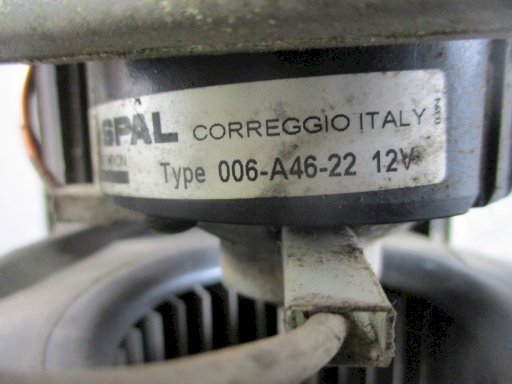 SPAL CORREGGIO ITALY
Type 006-A46-22 12V